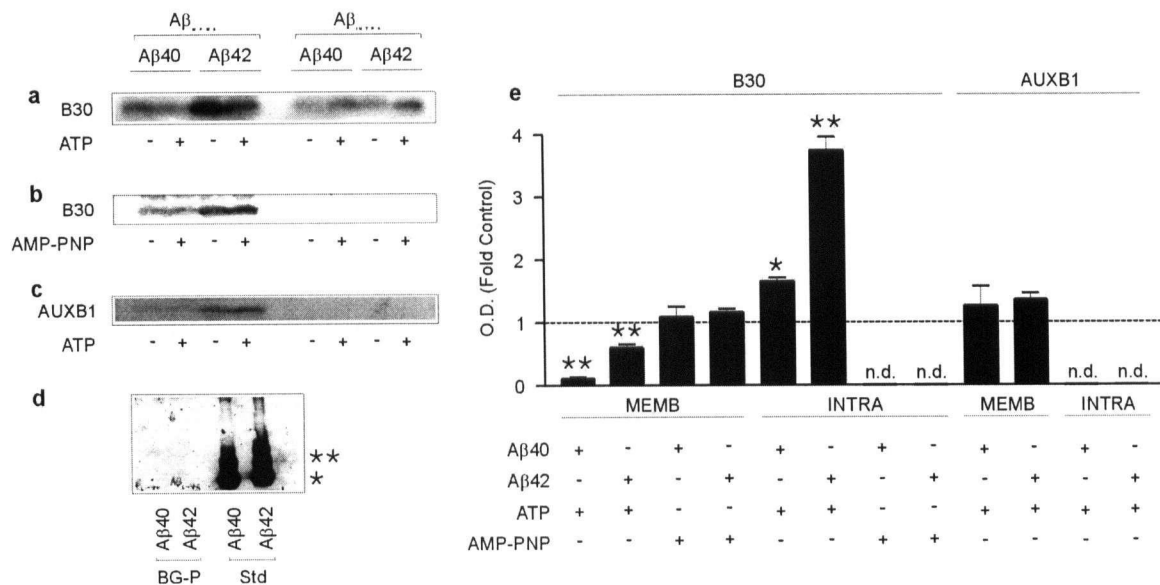 Aβ Aβ
Aβ40 Aβ42 Aβ40 Aβ42
a
B30
ATP - + - + - + - +
b
B30
AMP-PNP - + - + - + - +
c
AUXB1
ATP - + - + - + - +
d
**
*
Aβ40 Aβ42 Aβ40 Aβ42
BG-P Std
e
B30 AUXB1
O.D. (Fold Control)
4
3
2
1
0
** ** * ** n.d. n.d. n.d. n.d.
MEMB INTRA MEMB INTRA
Aβ40 + - + - + - + - + - + -
Aβ42 - + - + - + - + - + - +
ATP + + - - + + - - + + + +
AMP-PNP - - + + - - + + - - - -